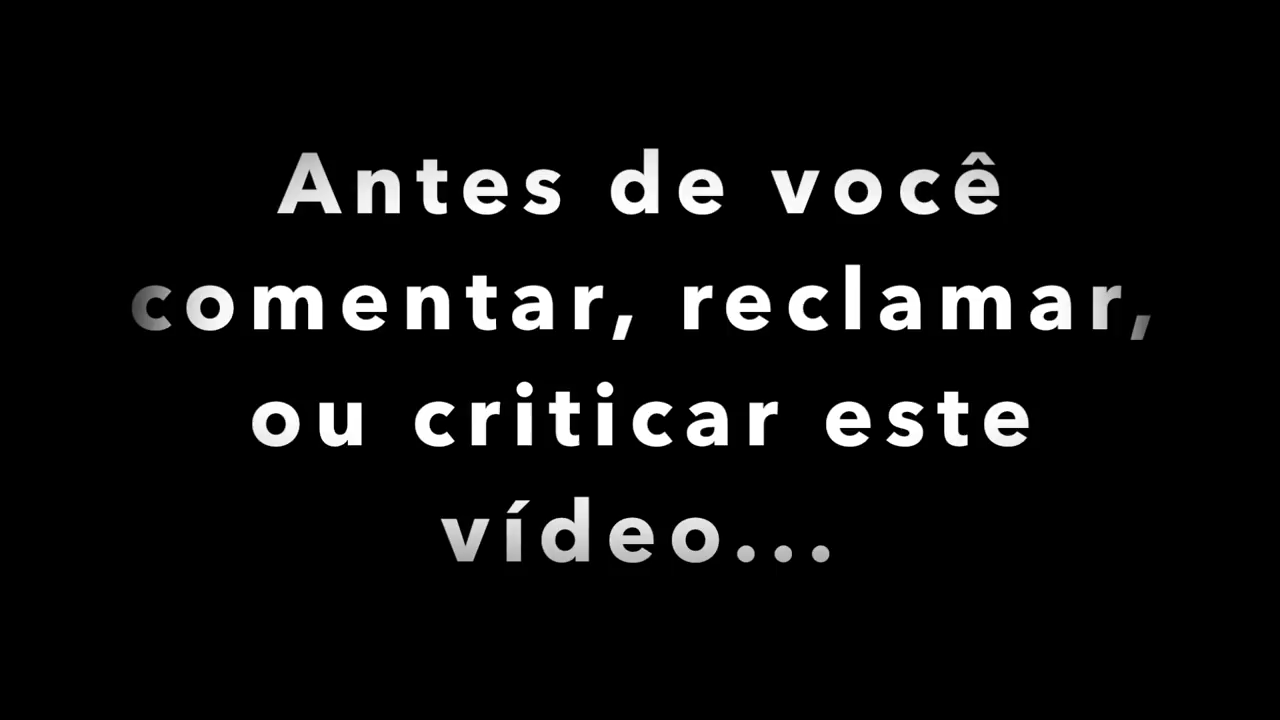 Antes de você
comentar, reclamar,
ou criticar este
vídeo...